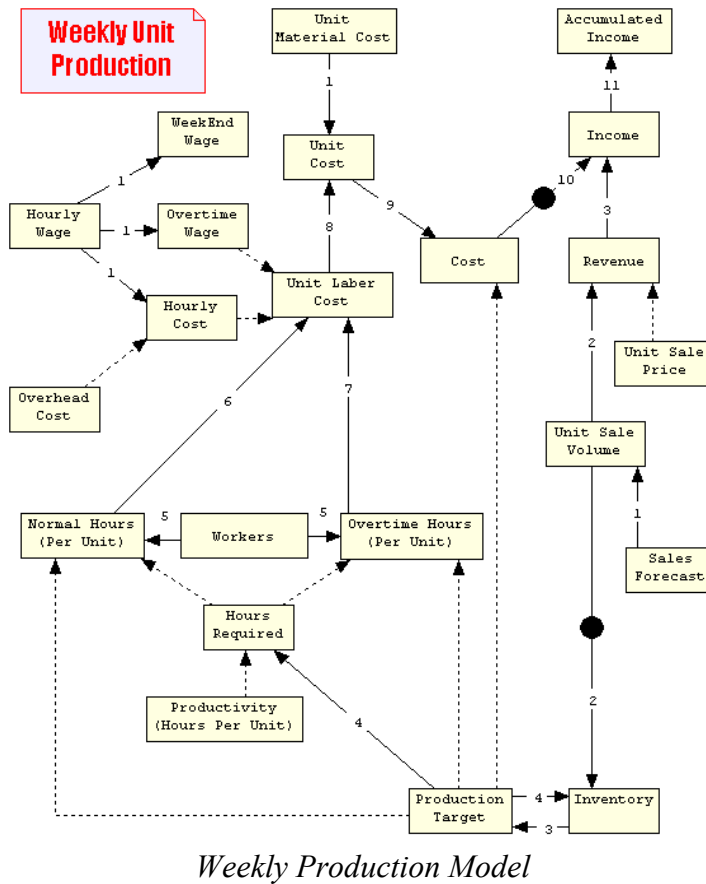 Weekly Unit
Production
Unit
Material Cost
Accumulated
Income
1
11
WeekEnd
Wage
Unit
Cost
Income
1
10
Hourly
Wage
1
Overtime
Wage
9
3
8
Cost
Revenue
1
Unit Laber
Cost
Hourly
Cost
2
Unit Sale
Price
6
7
Overhead
Cost
Unit Sale
Volume
1
Normal Hours
(Per Unit)
5
Workers
5
Overtime Hours
(Per Unit)
Sales
Forecast
Hours
Required
Productivity
(Hours Per Unit)
4
2
Production
Target
4
3
Inventory
Weekly Production Model